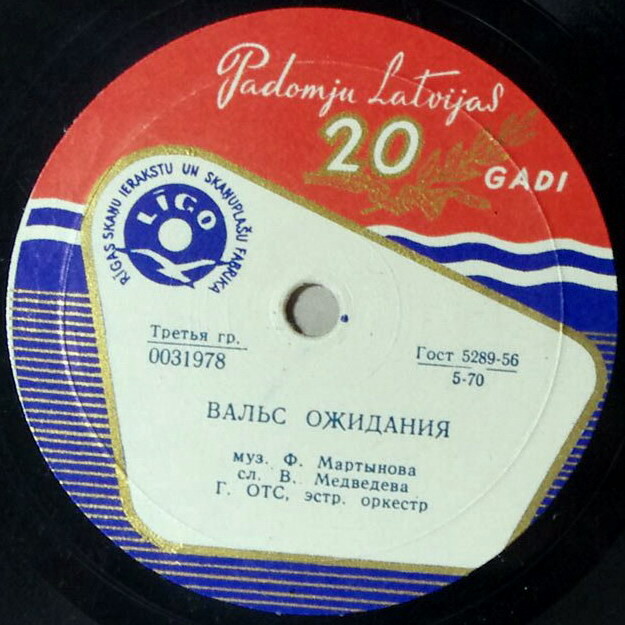 Padomju Latvijas
20
GADI
RĪGAS SKAŅU IERAKSTU UN SKAŅUPLAŠU FABRIKA
LĪGO
Третья гр.
0031978
Гост 5289-56
5-70
ВАЛЬС ОЖИДАНИЯ
муз. Ф. Мартынова
сл. В. Медведева
Г. ОТС, эстр. оркестр